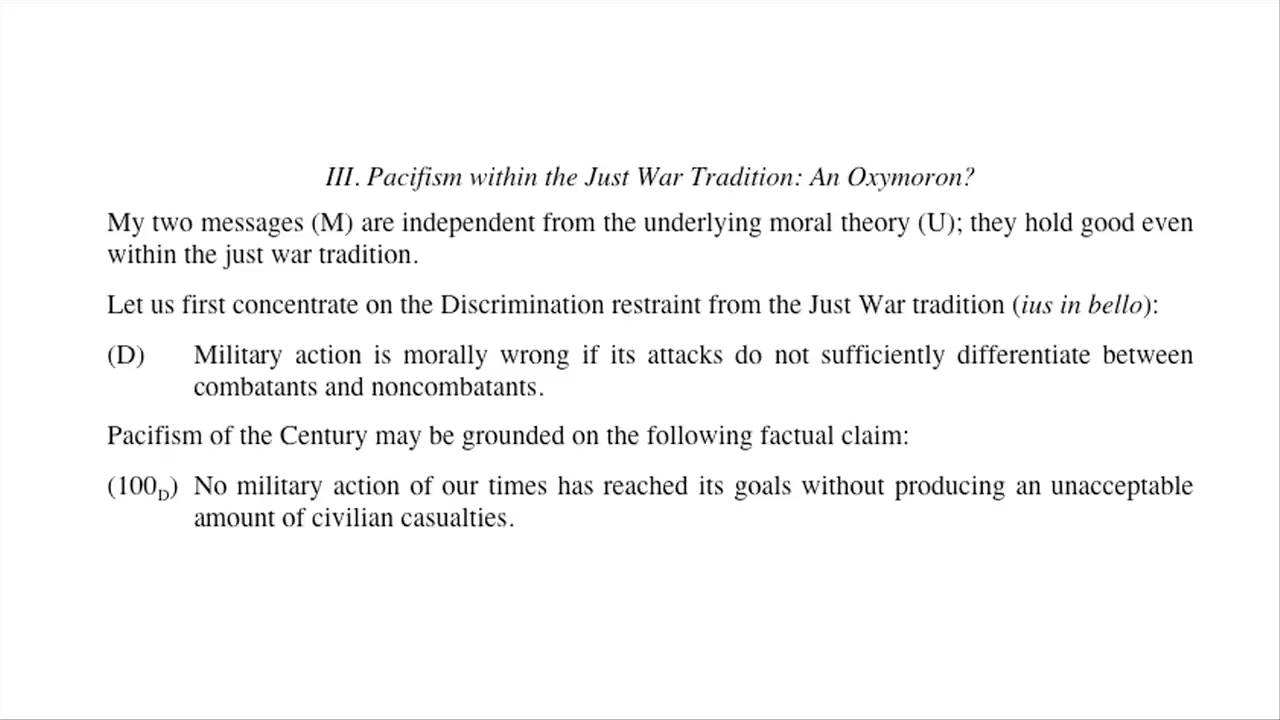 III. Pacifism within the Just War Tradition: An Oxymoron?
My two messages (M) are independent from the underlying moral theory (U); they hold good even
within the just war tradition.
Let us first concentrate on the Discrimination restraint from the Just War tradition (ius in bello):
(D) Military action is morally wrong if its attacks do not sufficiently differentiate between
combatants and noncombatants.
Pacifism of the Century may be grounded on the following factual claim:
(100D) No military action of our times has reached its goals without producing an unacceptable
amount of civilian casualties.